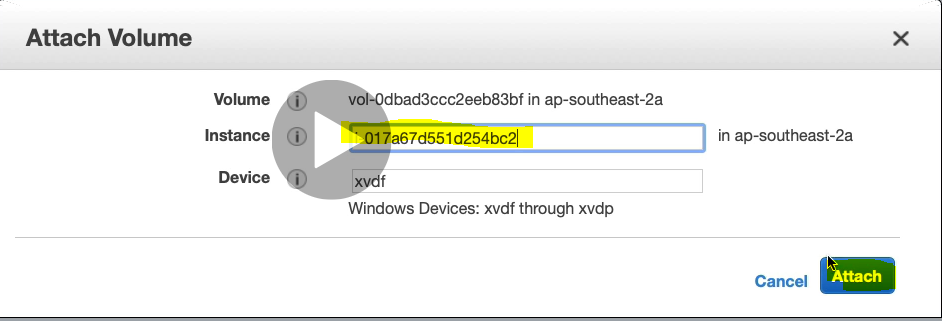 Attach Volume
Volume vol-0dbad3ccc2eeb83bf in ap-southeast-2a
Instance 017a67d551d254bc2 in ap-southeast-2a
Device xvdf
Windows Devices: xvdf through xvdp
Cancel Attach